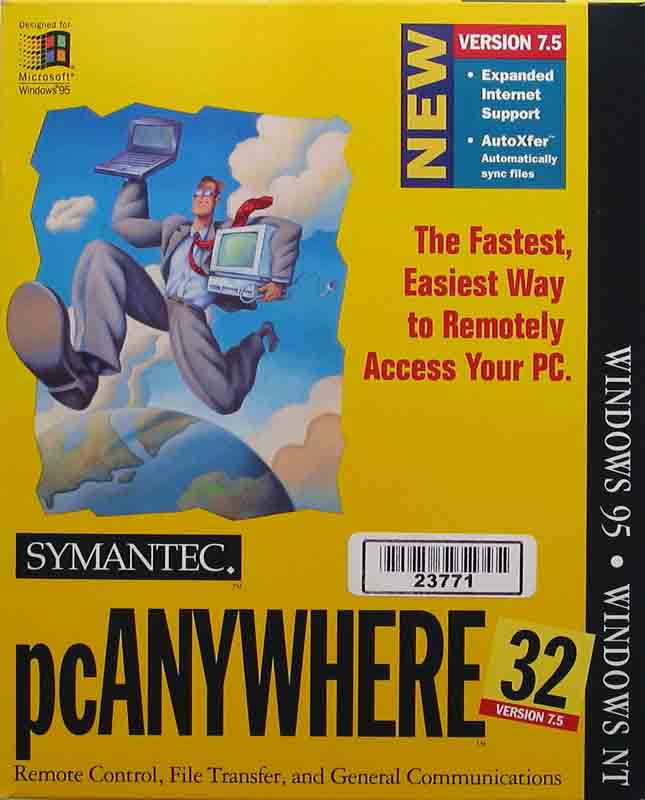 Designed for
Microsoft®
Windows®95
NEW
VERSION 7.5
• Expanded
Internet
Support
• AutoXfer™
Automatically
sync files
The Fastest,
Easiest Way
to Remotely
Access Your PC.
WINDOWS 95 • WINDOWS NT
SYMANTEC.™
23771
pcANYWHERE™
32
VERSION 7.5
Remote Control, File Transfer, and General Communications